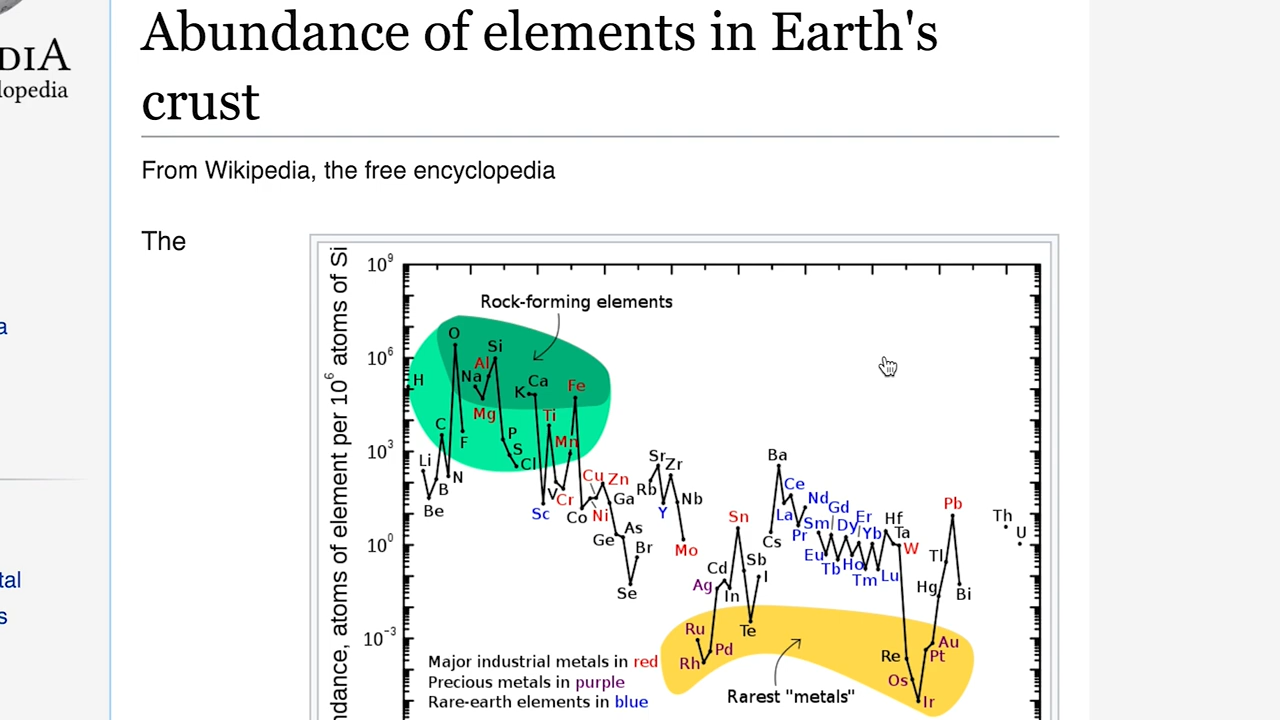 DIA
lopedia
Abundance of elements in Earth's
crust
From Wikipedia, the free encyclopedia
The
a
tal
s
ndance, atoms of element per 10⁶ atoms of Si
10⁹
10⁶
10³
10⁰
10⁻³
Rock-forming elements
H
Li
Be
B
C
N
O
F
Na
Mg
Al
Si
P
S
Cl
K
Ca
Sc
Ti
V
Cr
Mn
Fe
Co
Ni
Cu
Zn
Ga
Ge
As
Se
Br
Rb
Sr
Y
Zr
Nb
Mo
Ru
Rh
Pd
Ag
Cd
In
Sn
Sb
Te
I
Cs
Ba
La
Ce
Pr
Nd
Sm
Eu
Gd
Tb
Dy
Ho
Er
Tm
Yb
Lu
Hf
Ta
W
Re
Os
Ir
Pt
Au
Hg
Tl
Pb
Bi
Th
U
Major industrial metals in red
Precious metals in purple
Rare-earth elements in blue
Rarest "metals"